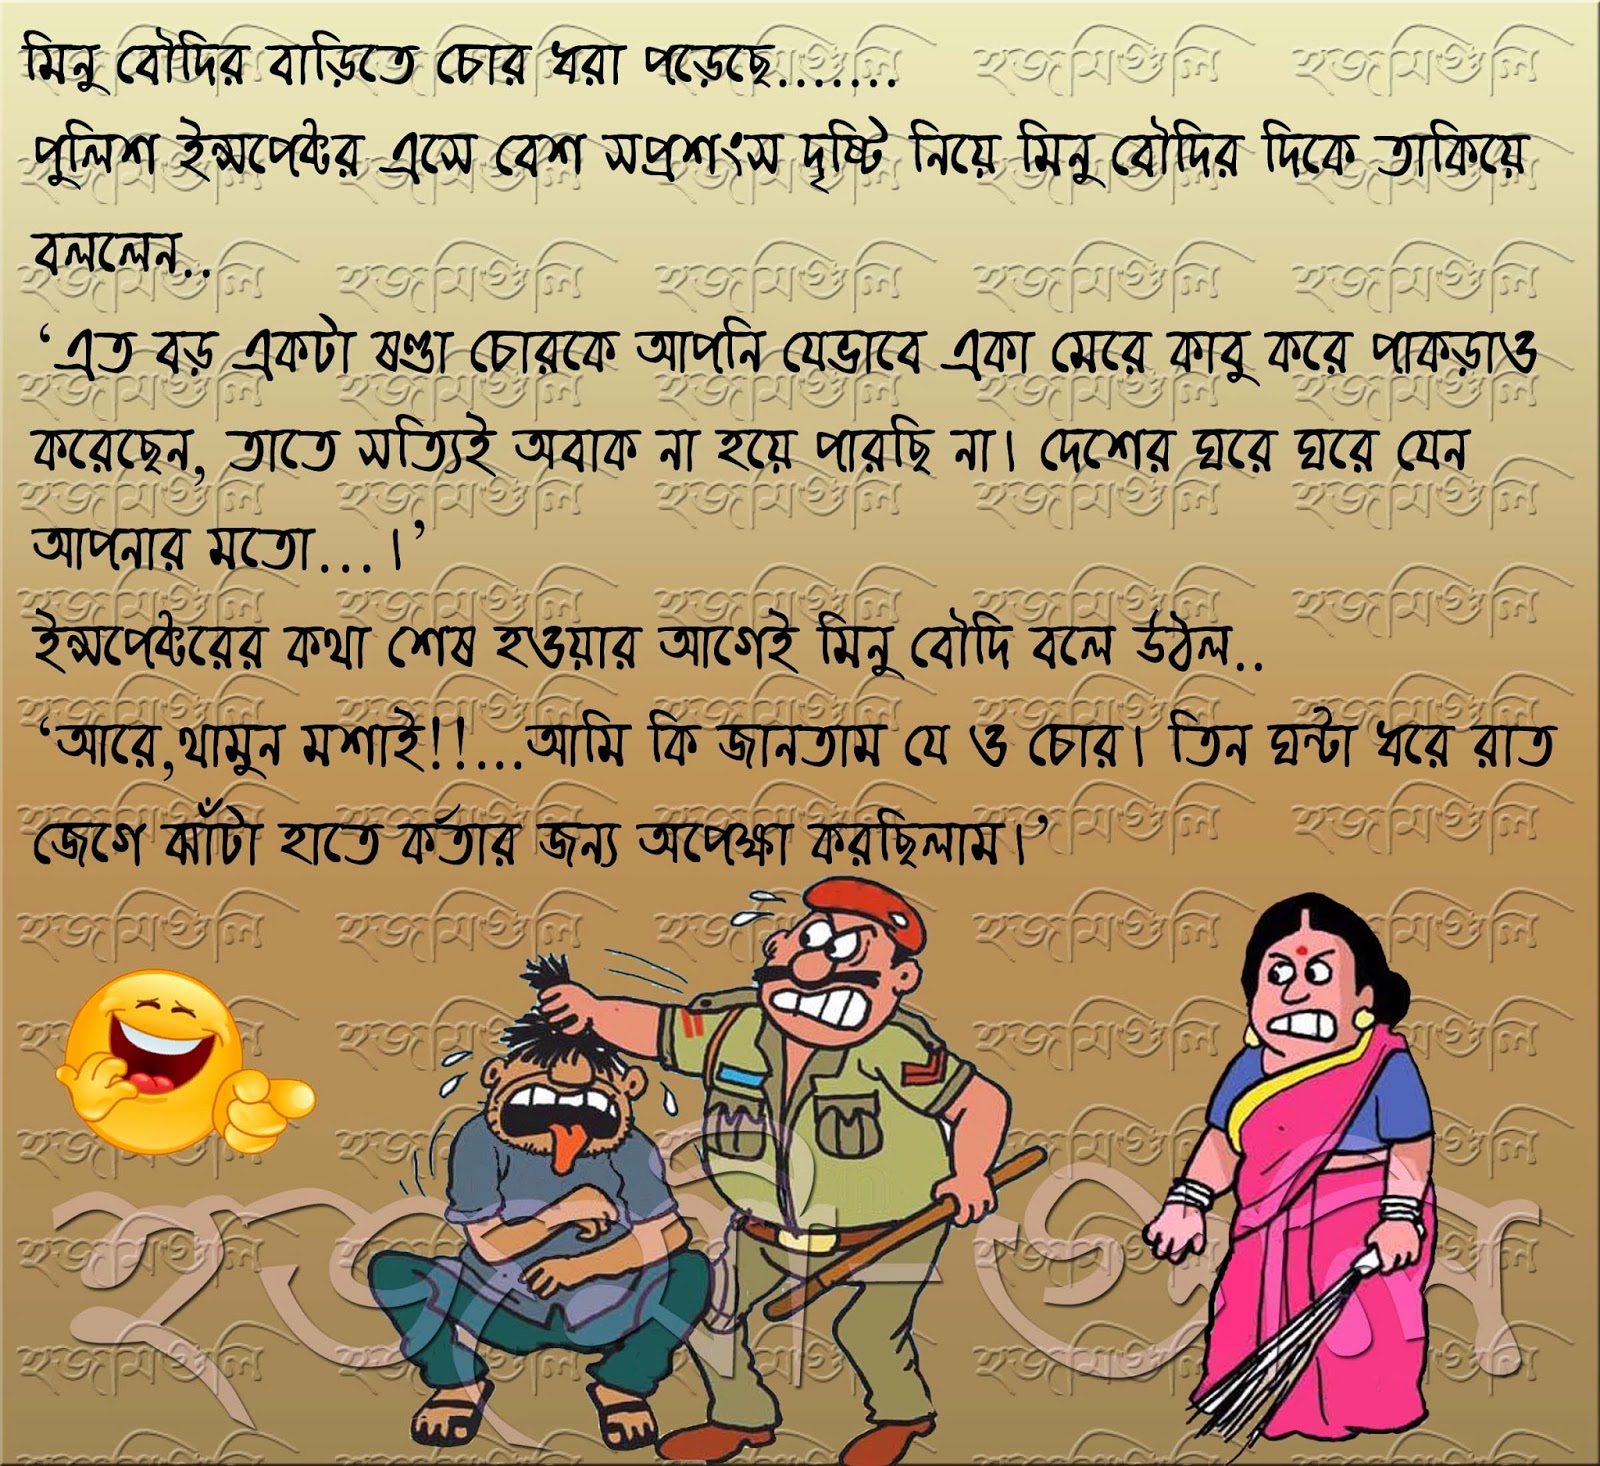 মিনু বৌদির বাড়িতে চোর ধরা পড়েছে.......
পুলিশ ইন্সপেক্টর এসে বেশ সপ্রশংস দৃষ্টি নিয়ে মিনু বৌদির দিকে তাকিয়ে
বললেন..
‘এত বড় একটা ষণ্ডা চোরকে আপনি যেভাবে একা মেরে কাবু করে পাকড়াও
করেছেন, তাতে সত্যিই অবাক না হয়ে পারছি না। দেশের ঘরে ঘরে যেন
আপনার মতো...।’
ইন্সপেক্টরের কথা শেষ হওয়ার আগেই মিনু বৌদি বলে উঠল..
‘আরে,থামুন মশাই!!...আমি কি জানতাম যে ও চোর। তিন ঘন্টা ধরে রাত
জেগে ঝাঁটা হাতে কর্তার জন্য অপেক্ষা করছিলাম।’